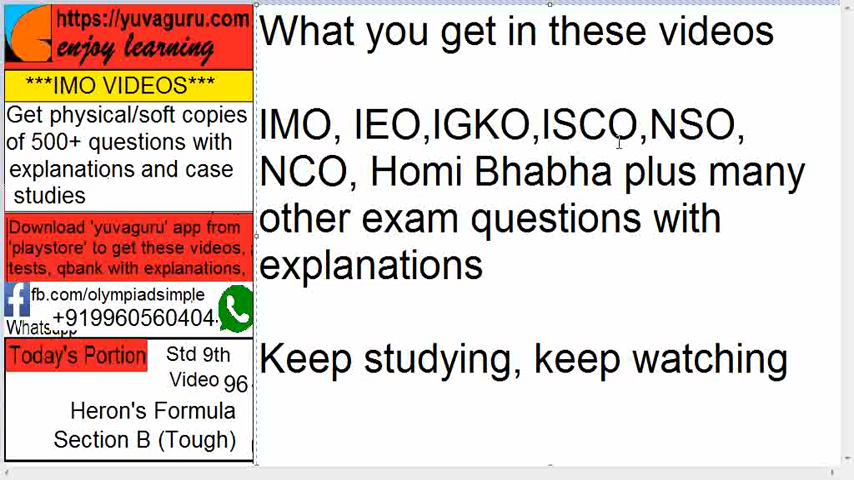 https://yuvaguru.com
enjoy learning
***IMO VIDEOS***
Get physical/soft copies
of 500+ questions with
explanations and case
studies
Download 'yuvaguru' app from
'playstore' to get these videos,
tests, qbank with explanations,
fb.com/olympiadsimple
+919960560404
Whatsapp
Today's Portion
Std 9th
Video 96
Heron's Formula
Section B (Tough)
What you get in these videos
IMO, IEO,IGKO,ISCO,NSO,
NCO, Homi Bhabha plus many
other exam questions with
explanations
Keep studying, keep watching